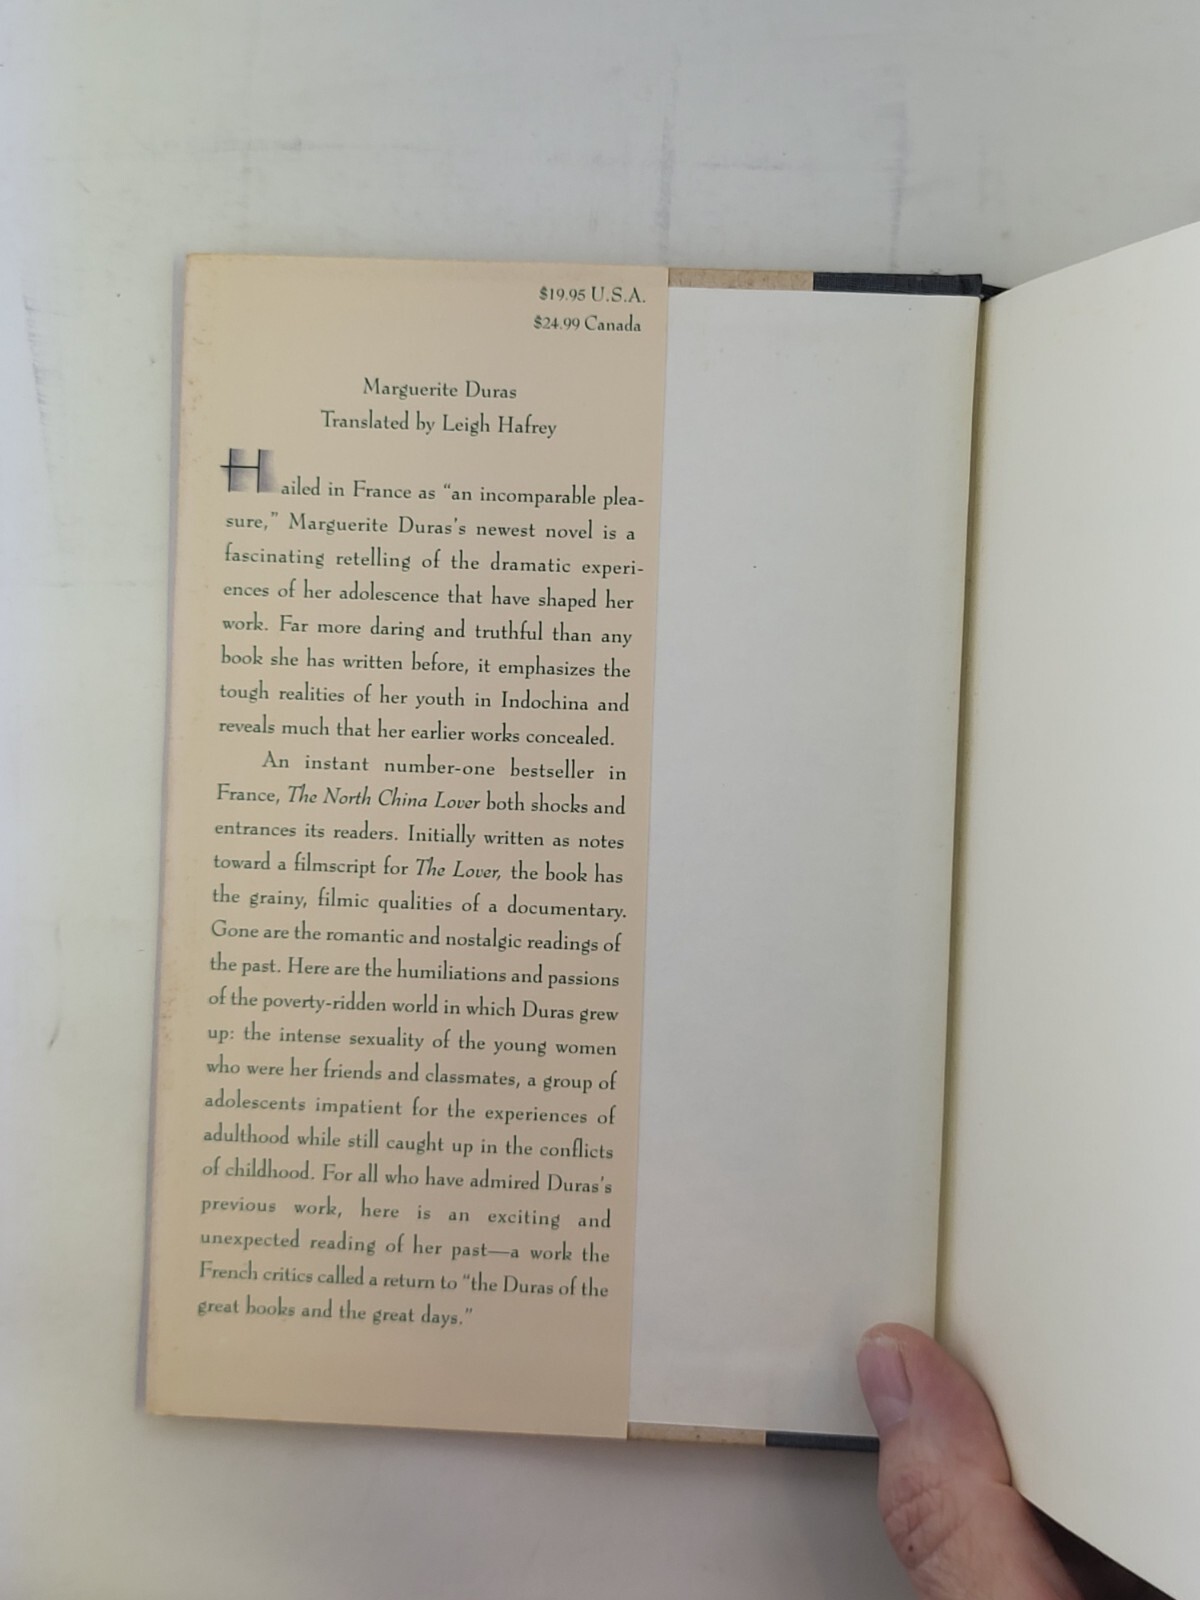 $19.95 U.S.A.
$24.99 Canada
Marguerite Duras
Translated by Leigh Hafrey
Hailed in France as “an incomparable plea-
sure,” Marguerite Duras’s newest novel is a
fascinating retelling of the dramatic experi-
ences of her adolescence that have shaped her
work. Far more daring and truthful than any
book she has written before, it emphasizes the
tough realities of her youth in Indochina and
reveals much that her earlier works concealed.
An instant number-one bestseller in
France, The North China Lover both shocks and
entrances its readers. Initially written as notes
toward a filmscript for The Lover, the book has
the grainy, filmic qualities of a documentary.
Gone are the romantic and nostalgic readings of
the past. Here are the humiliations and passions
of the poverty-ridden world in which Duras grew
up: the intense sexuality of the young women
who were her friends and classmates, a group of
adolescents impatient for the experiences of
adulthood while still caught up in the conflicts
of childhood. For all who have admired Duras’s
previous work, here is an exciting and
unexpected reading of her past—a work the
French critics called a return to “the Duras of the
great books and the great days.”